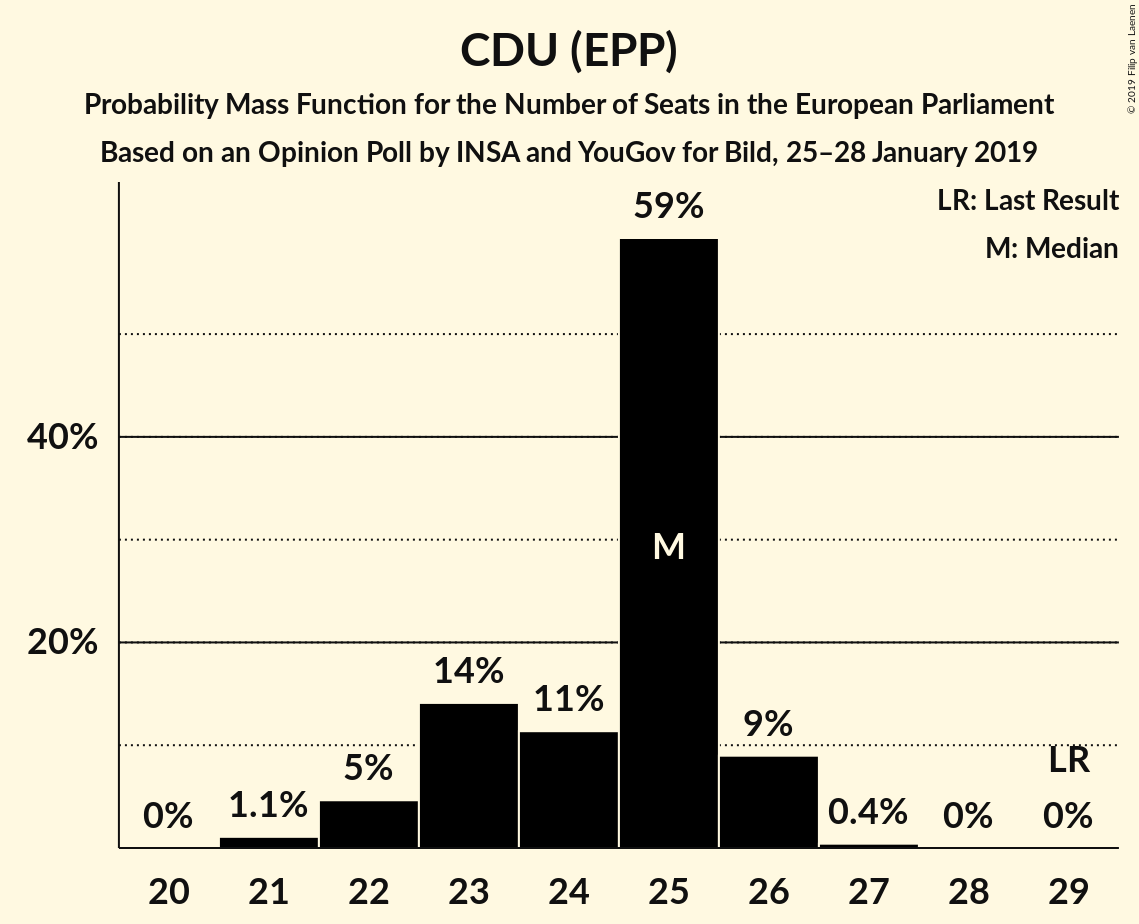 CDU (EPP)
Probability Mass Function for the Number of Seats in the European Parliament
Based on an Opinion Poll by INSA and YouGov for Bild, 25–28 January 2019
© 2019 Filip van Laenen
LR: Last Result
M: Median
59%
40%
M
20%
14%
11%
9%
5%
LR
1.1%
0.4%
0%
0%
0%
20 21 22 23 24 25 26 27 28 29